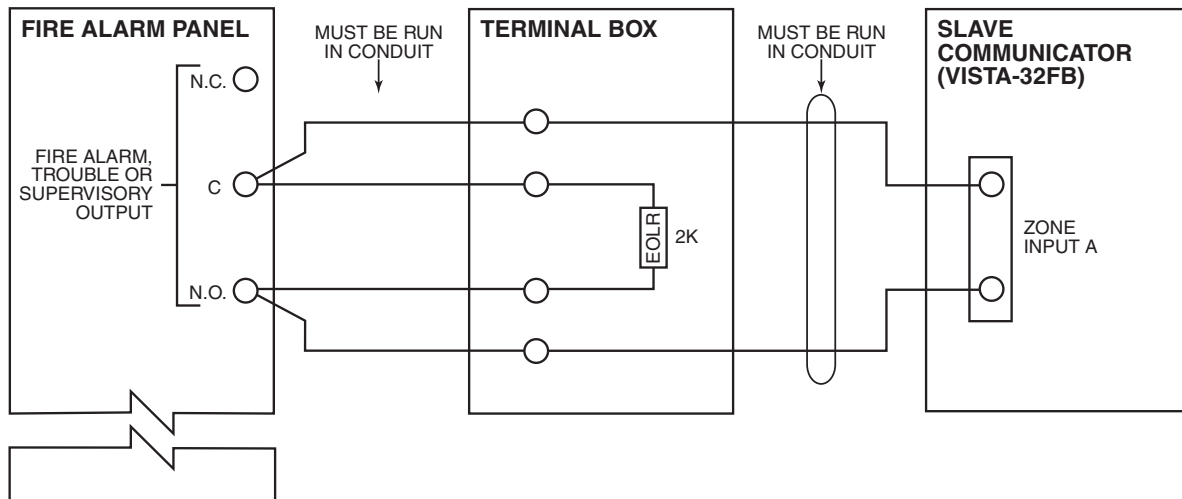 FIRE ALARM PANEL
N.C.
FIRE ALARM,
TROUBLE OR
SUPERVISORY
OUTPUT
C
N.O.
MUST BE RUN
IN CONDUIT
TERMINAL BOX
EOLR
2K
MUST BE RUN
IN CONDUIT
SLAVE
COMMUNICATOR
(VISTA-32FB)
ZONE
INPUT A